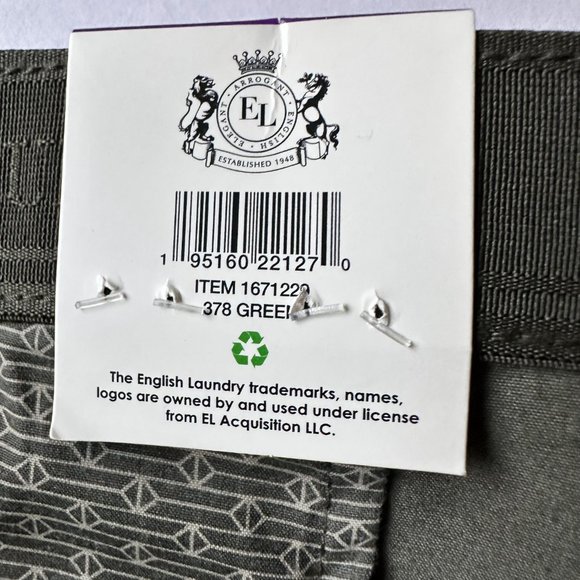 ARROGANT · ENGLISH · ELEGANT
EL
ESTABLISHED 1948
1 95160 22127 0
ITEM 1671229
378 GREEN
The English Laundry trademarks, names,
logos are owned by and used under license
from EL Acquisition LLC.